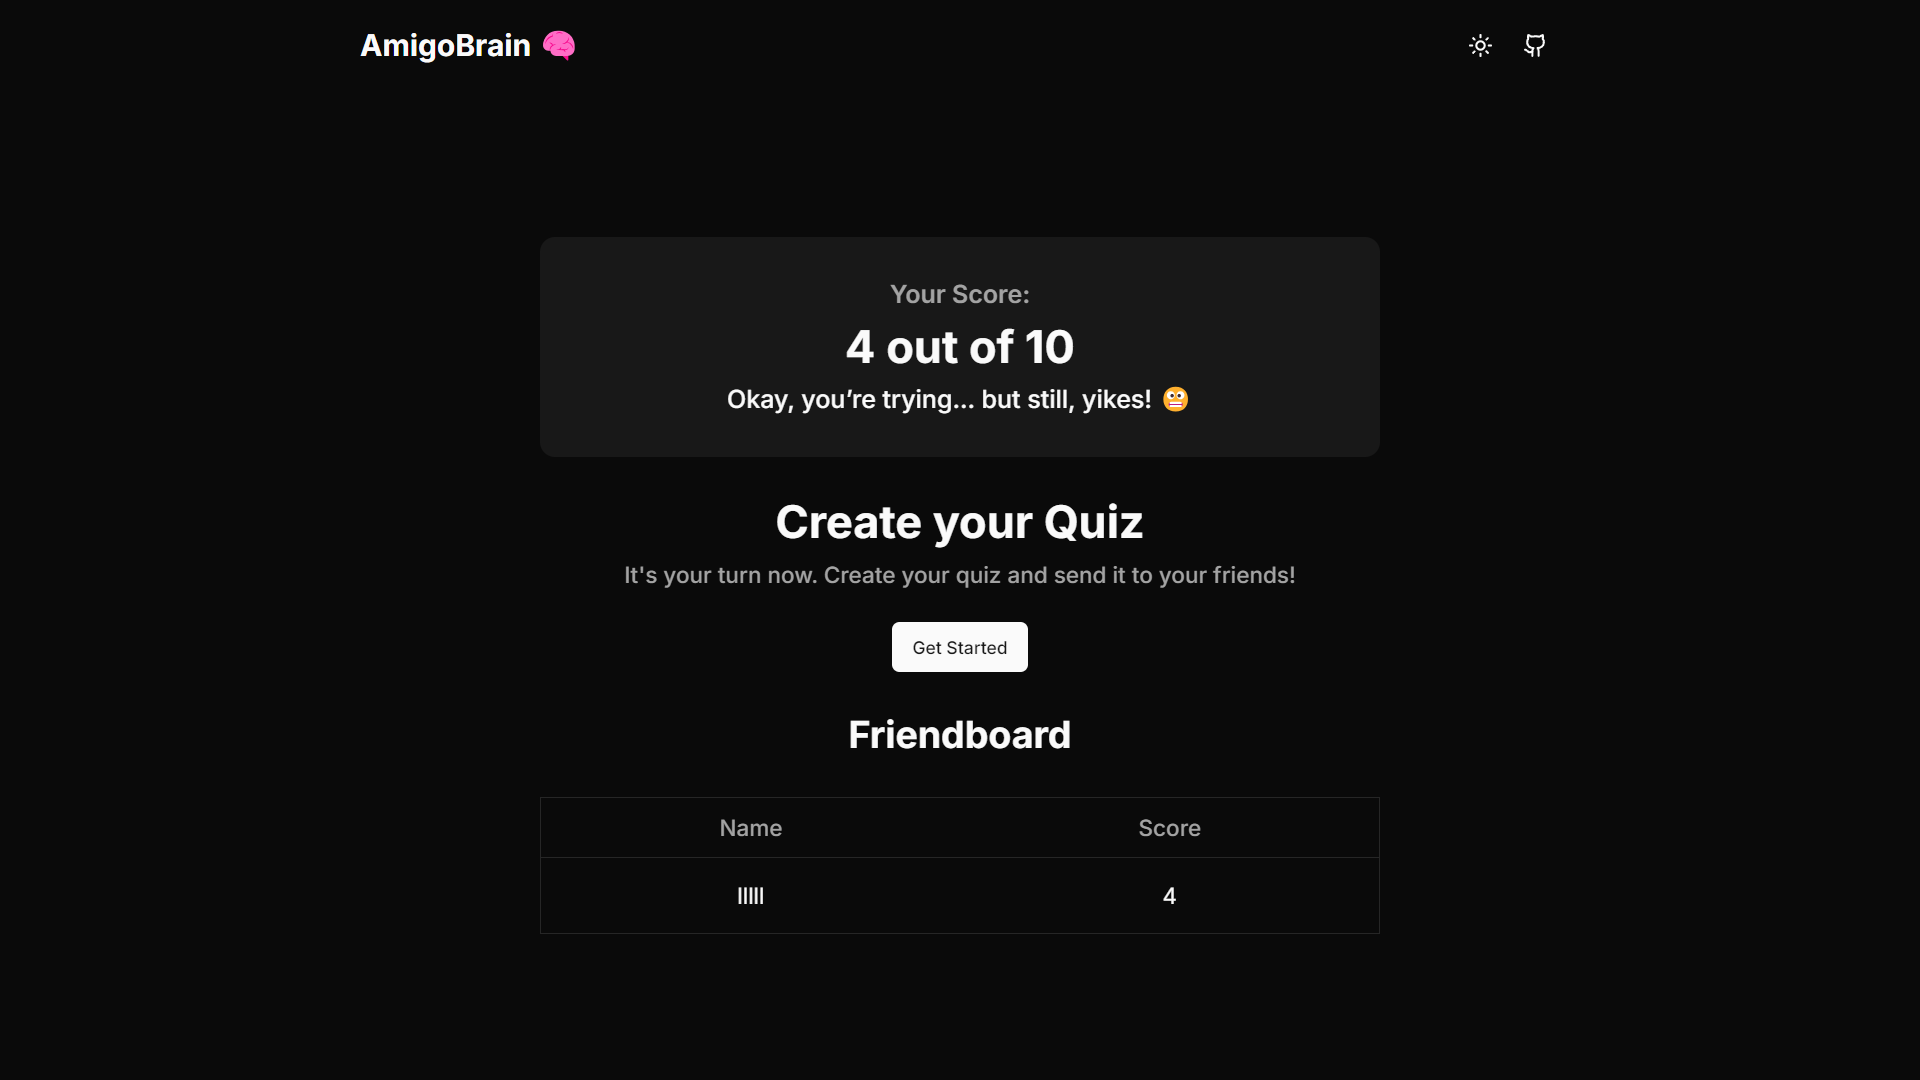 AmigoBrain 🧠
Your Score:
4 out of 10
Okay, you’re trying... but still, yikes! 😬
Create your Quiz
It's your turn now. Create your quiz and send it to your friends!
Get Started
Friendboard
Name Score
lllll 4